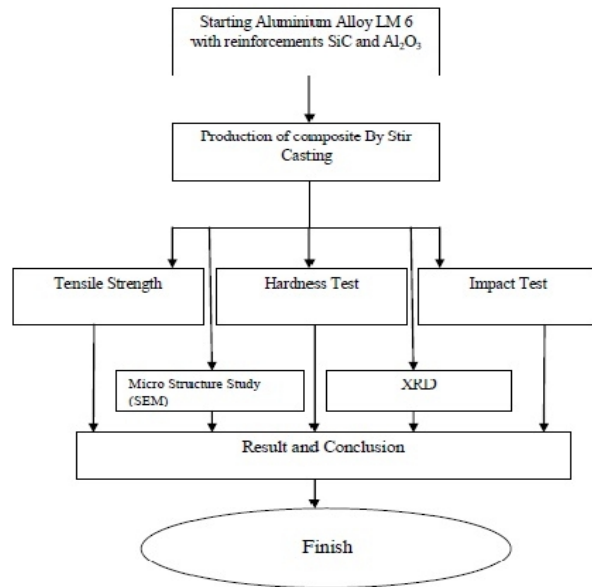 Starting Aluminium Alloy LM 6
with reinforcements SiC and Al₂O₃
Production of composite By Stir
Casting
Tensile Strength
Hardness Test
Impact Test
Micro Structure Study
(SEM)
XRD
Result and Conclusion
Finish